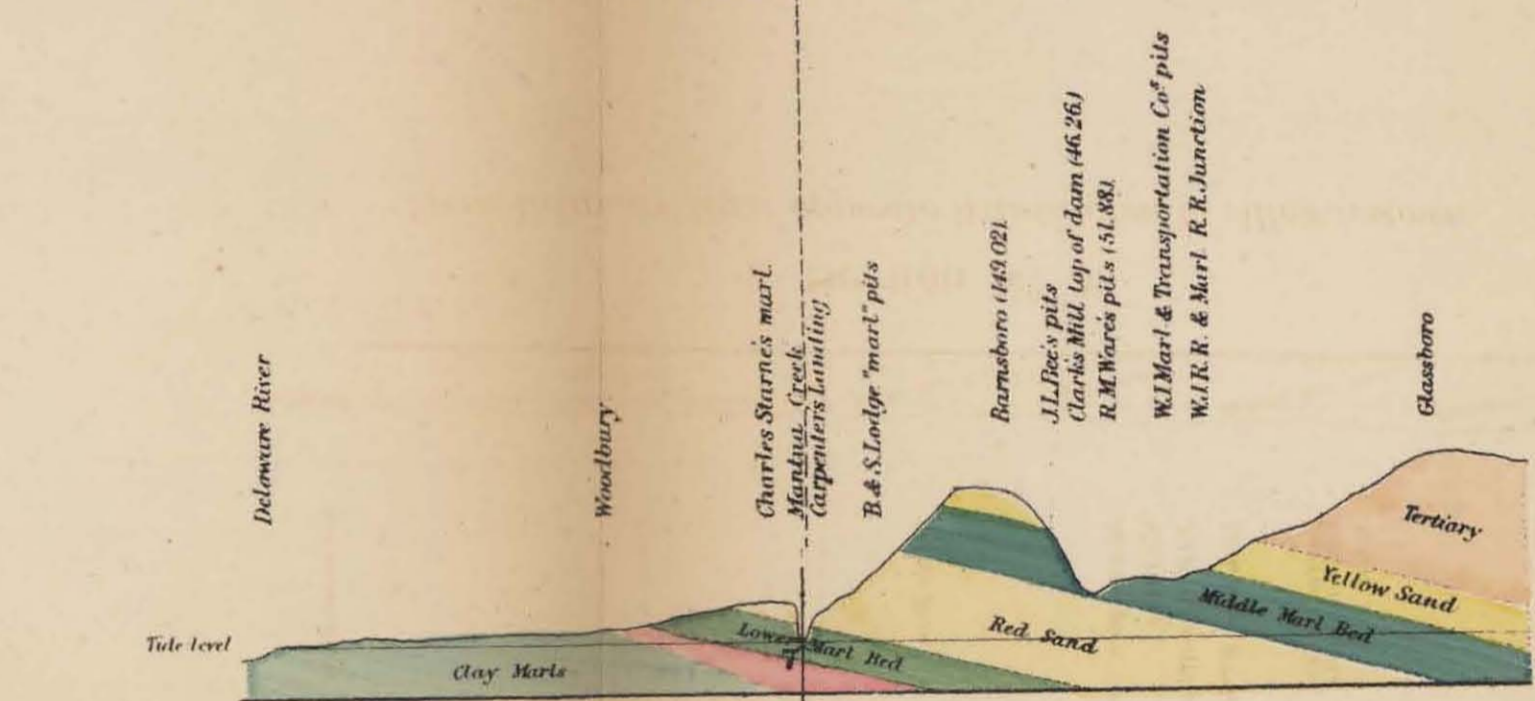 Delaware River
Woodbury
Charles Starne's marl.
Mantua Creek
Carpenters Landing
B. & S. Lodge "marl" pits
Barnsboro (149.02).
J.L. Bee's pits
Clark's Mill top of dam (46.26.)
R.M. Ware's pits (51.88).
W.J. Marl & Transportation Cos. pits
W.J.R.R. & Marl R.R. Junction
Glassboro
Tide level
Clay Marls
Lower Marl Bed
Red Sand
Middle Marl Bed
Yellow Sand
Tertiary